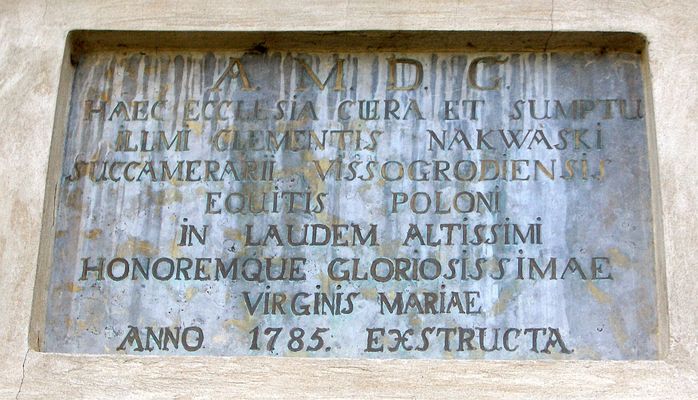 A. M. D. G.
HAEC ECCLESIA CUERA ET SUMPTU
ILLMI CLEMENTIS NAKWASKI
SUCCAMERARII VISSOGRODIENSIS
EQUITIS POLONI
IN LAUDEM ALTISSIMI
HONOREMQUE GLORIOSISSIMAE
VIRGINIS MARIAE
ANNO 1785. EXSTRUCTA.